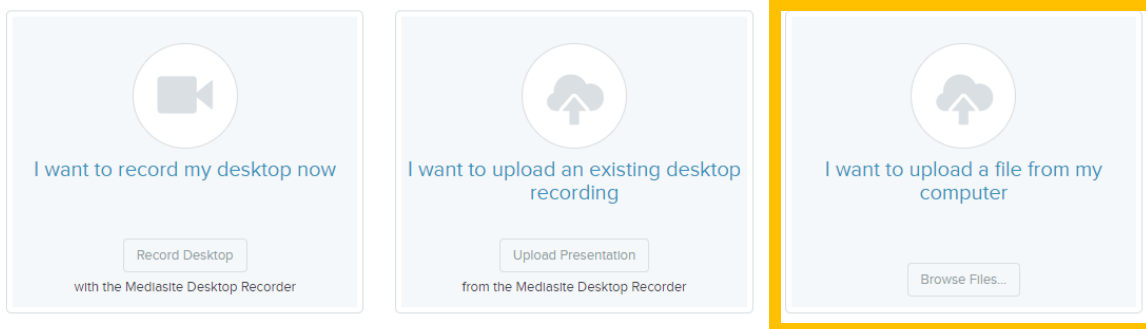 I want to record my desktop now
Record Desktop
with the Mediasite Desktop Recorder
I want to upload an existing desktop
recording
Upload Presentation
from the Mediasite Desktop Recorder
I want to upload a file from my
computer
Browse Files...